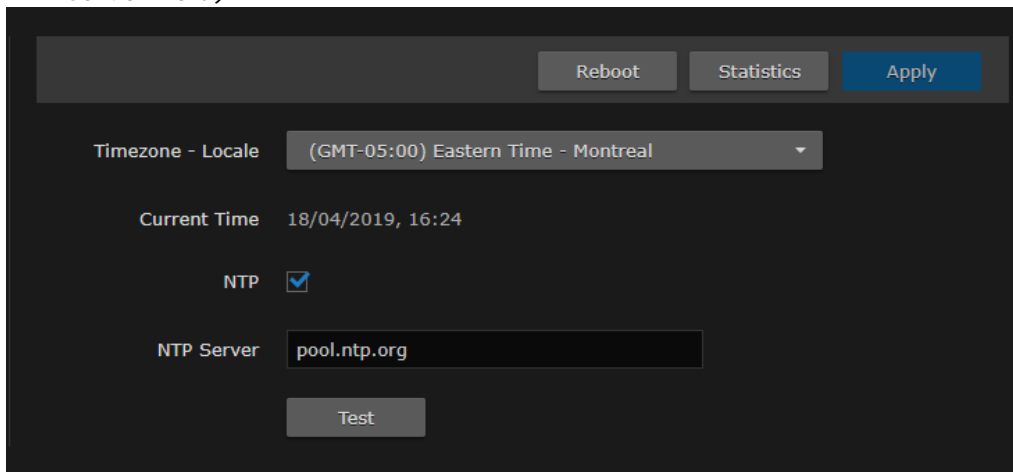 Reboot Statistics Apply
Timezone - Locale (GMT-05:00) Eastern Time - Montreal
Current Time 18/04/2019, 16:24
NTP
NTP Server pool.ntp.org
Test